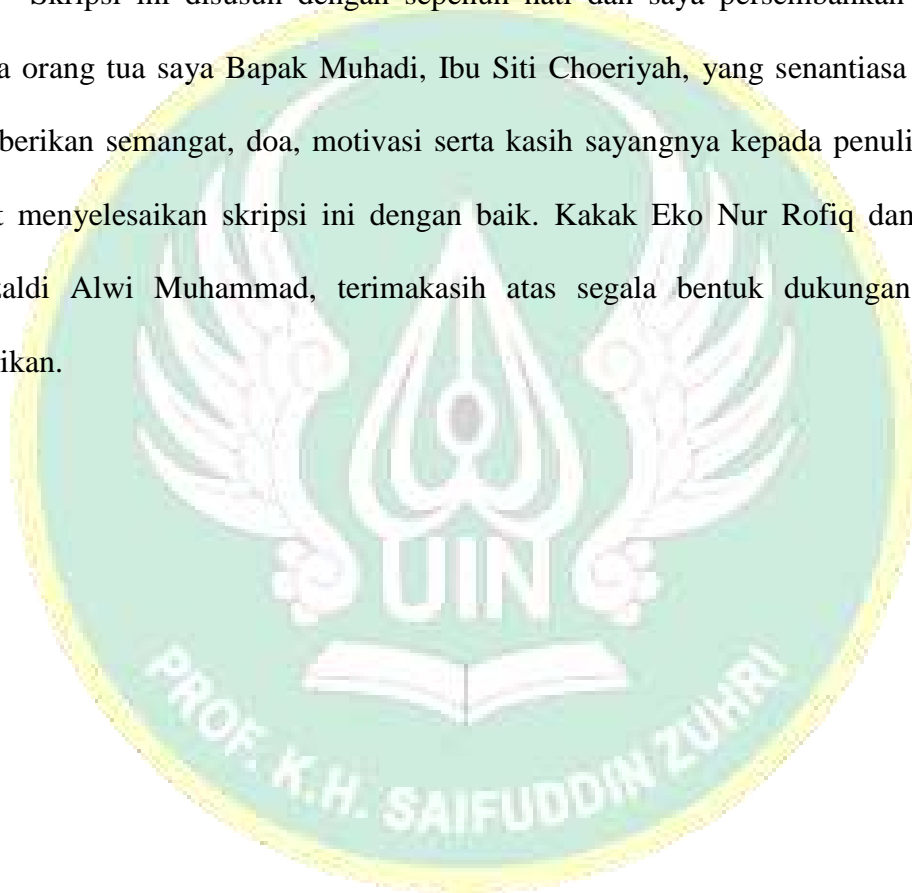 Skripsi ini disusun dengan sepenuh hati dan saya persembahkan
a orang tua saya Bapak Muhadi, Ibu Siti Choeriyah, yang senantiasa
berikan semangat, doa, motivasi serta kasih sayangnya kepada penuli
t menyelesaikan skripsi ini dengan baik. Kakak Eko Nur Rofiq dan
aldi Alwi Muhammad, terimakasih atas segala bentuk dukungan
ikan.
UIN
PROF. K.H. SAIFUDDIN ZUHRI